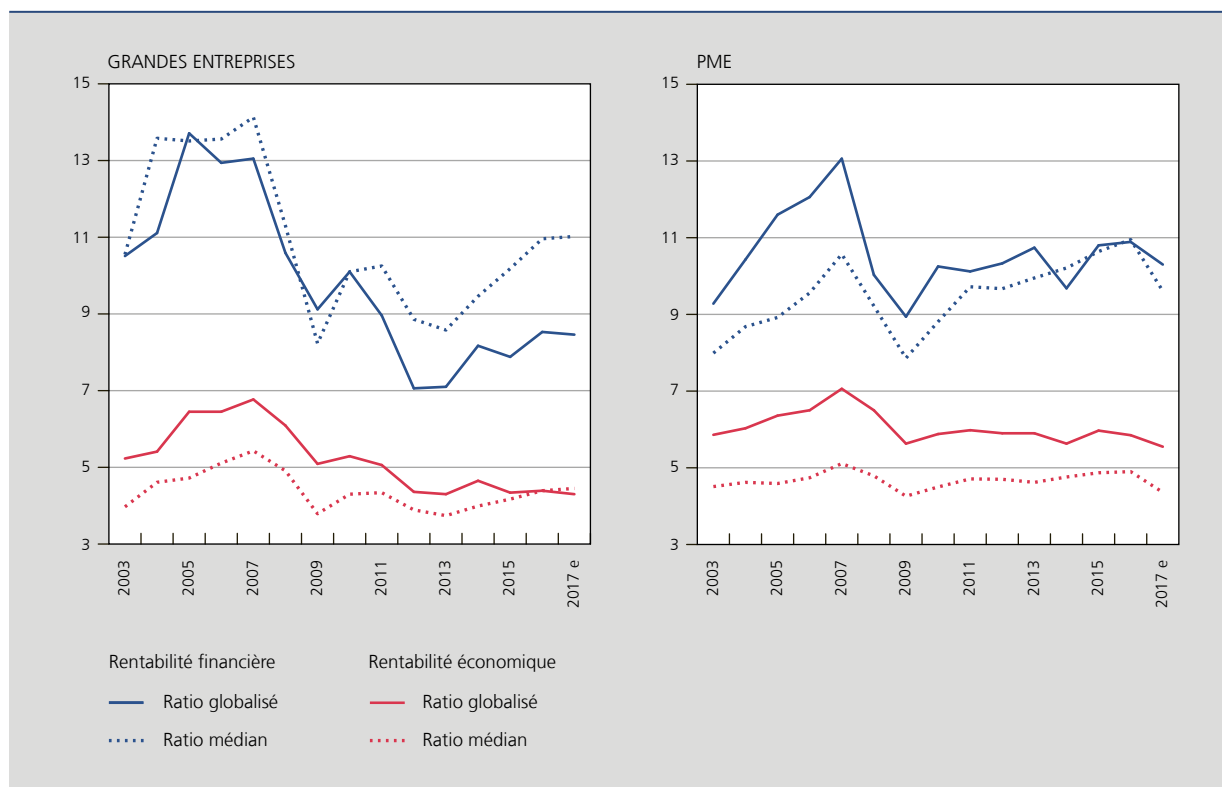 GRANDES ENTREPRISES
15
13
11
9
7
5
3
2003
2005
2007
2009
2011
2013
2015
2017 e
PME
15
13
11
9
7
5
3
2003
2005
2007
2009
2011
2013
2015
2017 e
Rentabilité financière
Ratio globalisé
Ratio médian
Rentabilité économique
Ratio globalisé
Ratio médian